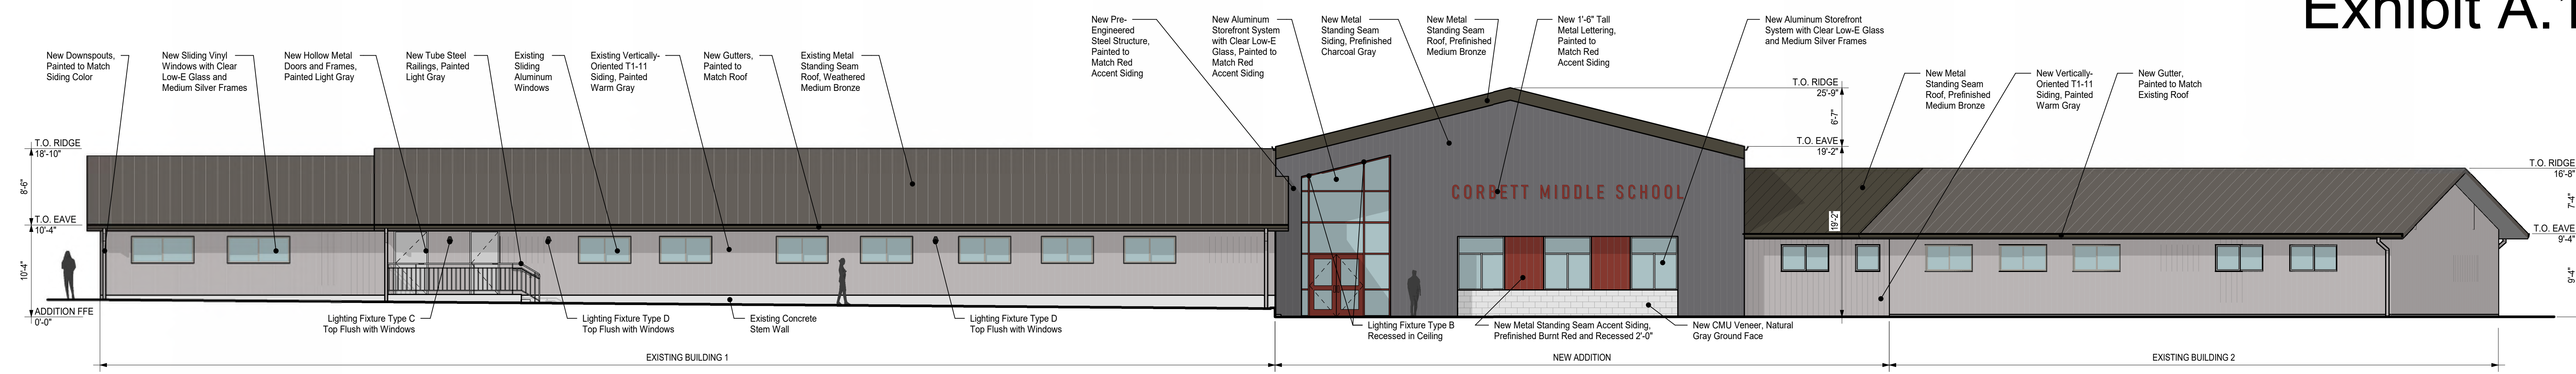 Exhibit A.1
New Downspouts,
Painted to Match
Siding Color
New Sliding Vinyl
Windows with Clear
Low-E Glass and
Medium Silver Frames
New Hollow Metal
Doors and Frames,
Painted Light Gray
New Tube Steel
Railings, Painted
Light Gray
Existing
Sliding
Aluminum
Windows
Existing Vertically-
Oriented T1-11
Siding, Painted
Warm Gray
New Gutters,
Painted to
Match Roof
Existing Metal
Standing Seam
Roof, Weathered
Medium Bronze
New Pre-
Engineered
Steel Structure,
Painted to
Match Red
Accent Siding
New Aluminum
Storefront System
with Clear Low-E
Glass, Painted to
Match Red
Accent Siding
New Metal
Standing Seam
Siding, Prefinished
Charcoal Gray
New Metal
Standing Seam
Roof, Prefinished
Medium Bronze
New 1'-6" Tall
Metal Lettering,
Painted to
Match Red
Accent Siding
New Aluminum Storefront
System with Clear Low-E Glass
and Medium Silver Frames
New Metal
Standing Seam
Roof, Prefinished
Medium Bronze
New Vertically-
Oriented T1-11
Siding, Painted
Warm Gray
New Gutter,
Painted to Match
Existing Roof
T.O. RIDGE
18'-10"
8'-6"
T.O. EAVE
10'-4"
10'-4"
ADDITION FFE
0'-0"
T.O. RIDGE
25'-9"
6'-7"
T.O. EAVE
19'-2"
19'-2"
T.O. RIDGE
16'-8"
7'-4"
T.O. EAVE
9'-4"
9'-4"
CORBETT MIDDLE SCHOOL
Lighting Fixture Type C
Top Flush with Windows
Lighting Fixture Type D
Top Flush with Windows
Existing Concrete
Stem Wall
Lighting Fixture Type D
Top Flush with Windows
Lighting Fixture Type B
Recessed in Ceiling
New Metal Standing Seam Accent Siding,
Prefinished Burnt Red and Recessed 2'-0"
New CMU Veneer, Natural
Gray Ground Face
EXISTING BUILDING 1
NEW ADDITION
EXISTING BUILDING 2